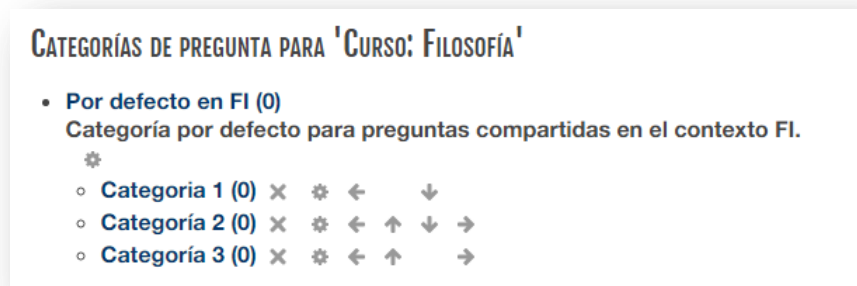 Categorías de pregunta para 'Curso: Filosofía'
Por defecto en FI (0)
Categoría por defecto para preguntas compartidas en el contexto FI.
Categoria 1 (0)
Categoría 2 (0)
Categoría 3 (0)